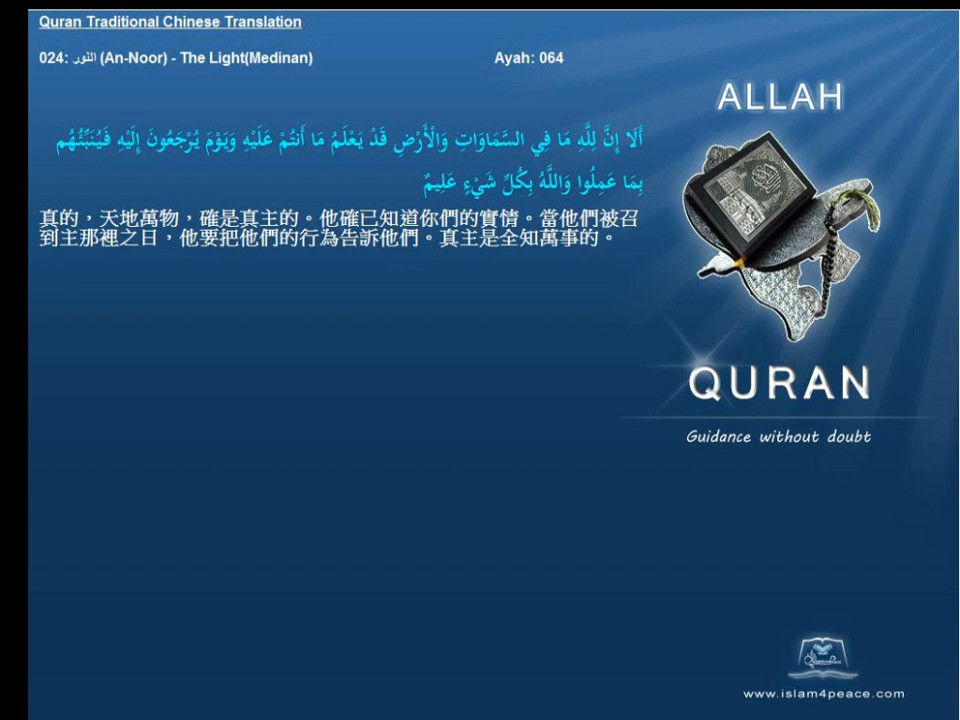 Quran Traditional Chinese Translation
024: النور (An-Noor) - The Light(Medinan) Ayah: 064
أَلَا إِنَّ لِلَّهِ مَا فِي السَّمَاوَاتِ وَالْأَرْضِ قَدْ يَعْلَمُ مَا أَنتُمْ عَلَيْهِ وَيَوْمَ يُرْجَعُونَ إِلَيْهِ فَيُنَبِّئُهُم
بِمَا عَمِلُوا وَاللَّهُ بِكُلِّ شَيْءٍ عَلِيمٌ
真的，天地萬物，確是真主的。他確已知道你們的實情。當他們被召
到主那裡之日，他要把他們的行為告訴他們。真主是全知萬事的。
ALLAH
QURAN
Guidance without doubt
www.islam4peace.com